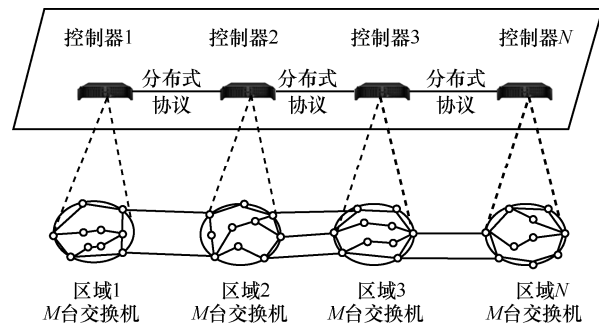 控制器1 控制器2 控制器3 控制器N
分布式 分布式 分布式
协议 协议 协议
区域1 区域2 区域3 区域N
M台交换机 M台交换机 M台交换机 M台交换机